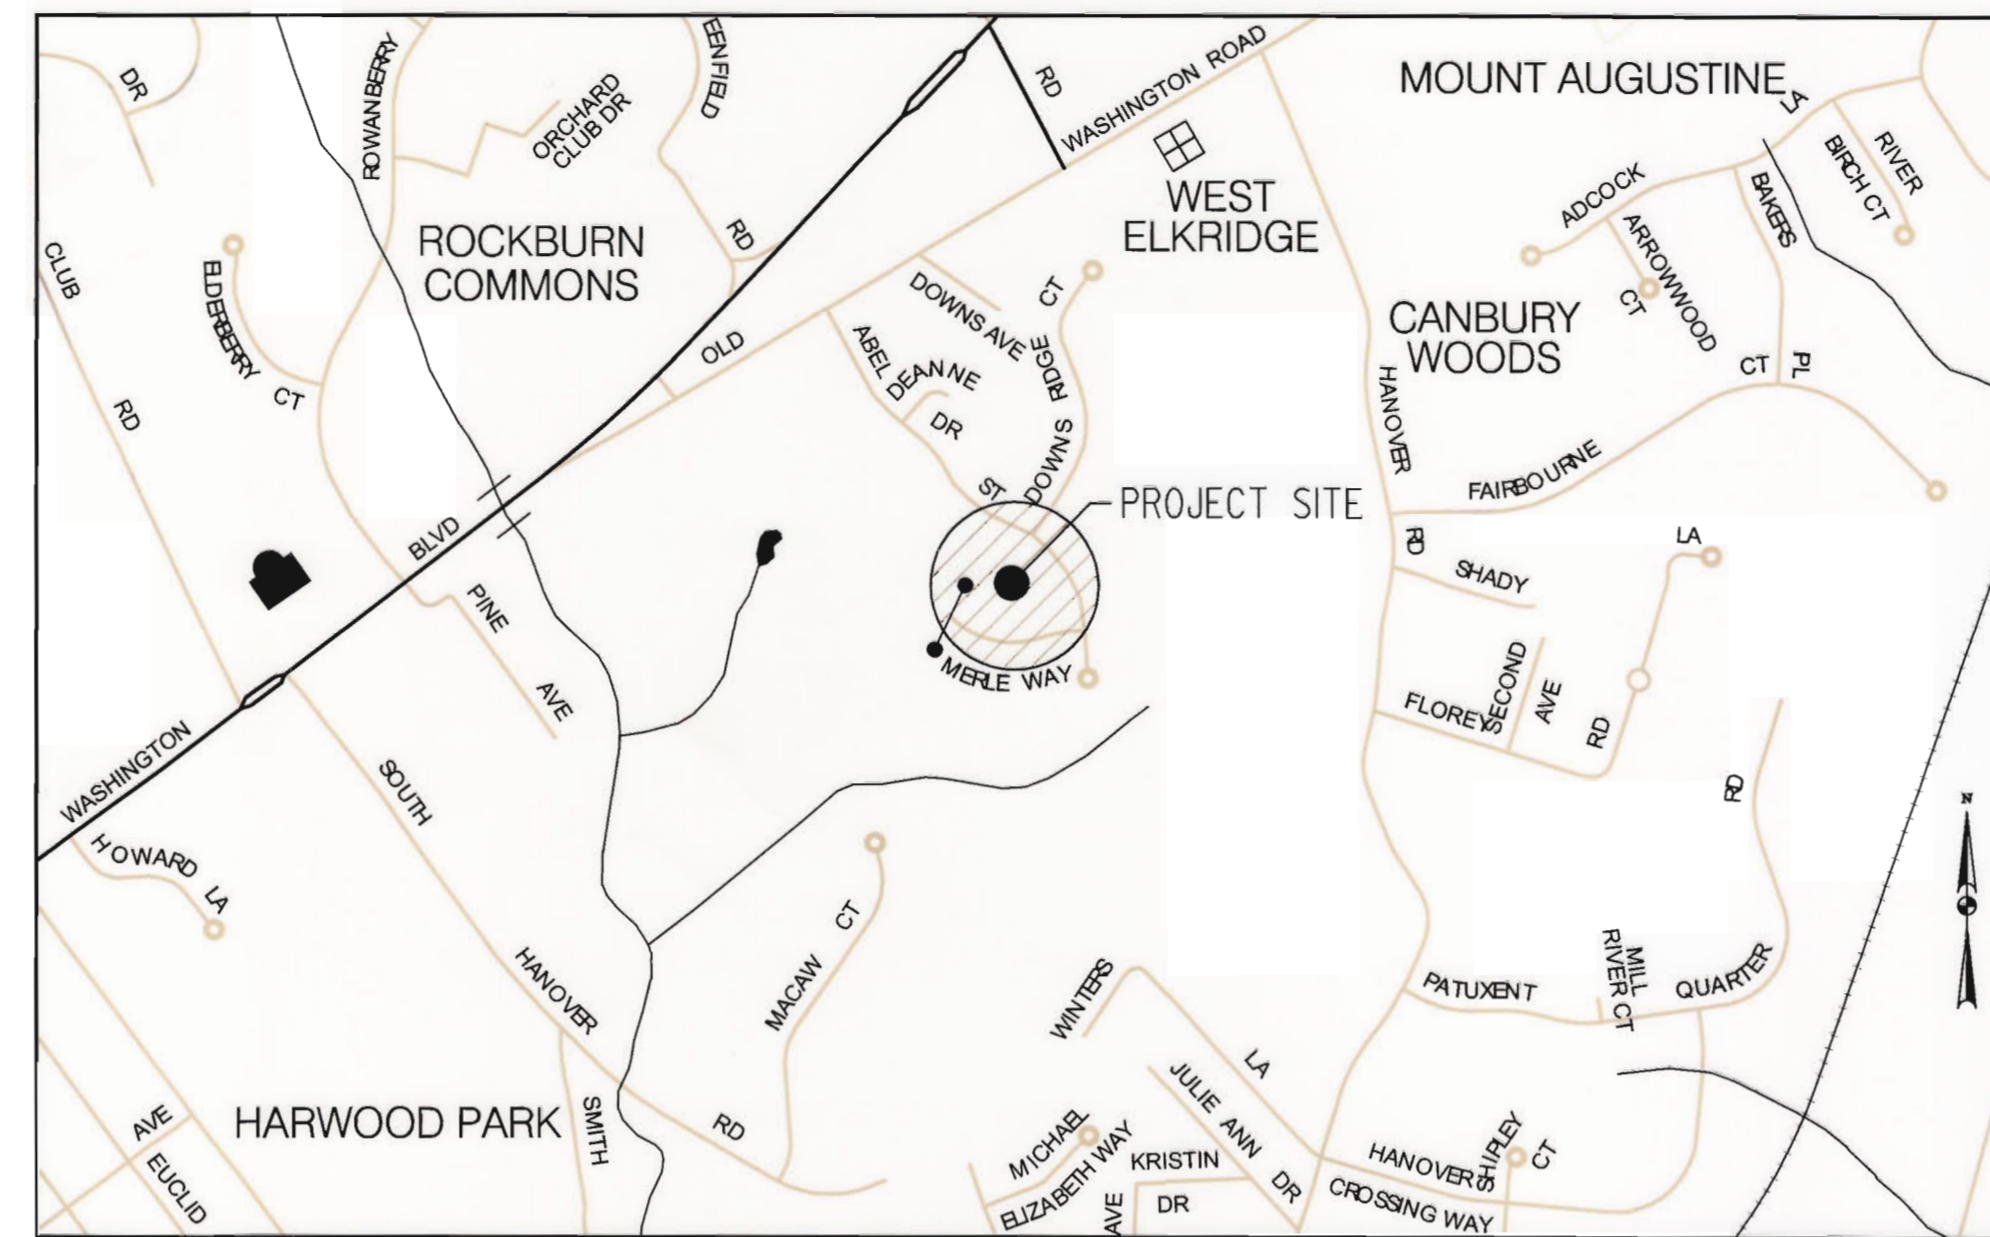 DR
ROWANBERRY
ORCHARD
CLUB DR
EENFIELD
RD
RD
WASHINGTON ROAD
MOUNT AUGUSTINE
LA
BIRCH CT
RIVER
ADCOCK
BAKERS
ARROWWOOD
CT
WEST
ELKRIDGE
ROCKBURN
COMMONS
CLUB
RD
ELDERBERRY
CT
OLD
DOWNS AVE
ABEL
DEANNE
DR
ST
DOWNS RIDGE
CT
CANBURY
WOODS
HANOVER
RD
CT
PL
FAIRBOURNE
PROJECT SITE
BLVD
WASHINGTON
PINE
AVE
MERLE WAY
SHADY
LA
SECOND
AVE
FLOREY
RD
RD
N
SOUTH
HANOVER
RD
HOWARD
LA
MACAW
CT
WINTERS
LA
PATUXENT
MILL
RIVER CT
QUARTER
HARWOOD PARK
AVE
EUCLID
SMITH
MICHAEL
ELIZABETH WAY
JULIE ANN
DR
KRISTIN
DR
AVE
HANOVER
CROSSING WAY
SHIPLEY
CT